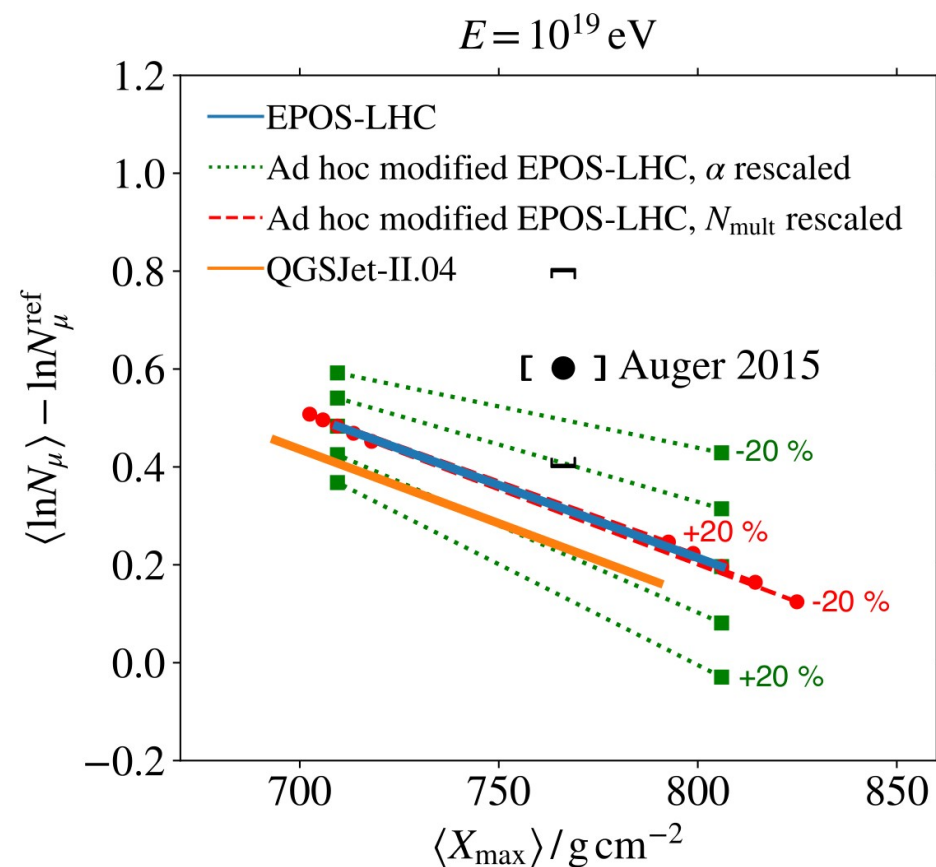 E = 10¹⁹ eV
EPOS-LHC
Ad hoc modified EPOS-LHC, α rescaled
Ad hoc modified EPOS-LHC, N_mult rescaled
QGSJet-II.04
Auger 2015
-20 %
+20 %
-20 %
+20 %
1.2
1.0
0.8
0.6
0.4
0.2
0.0
−0.2
⟨lnN_μ⟩ − lnN_μ^ref
700
750
800
850
⟨X_max⟩ / g cm⁻²